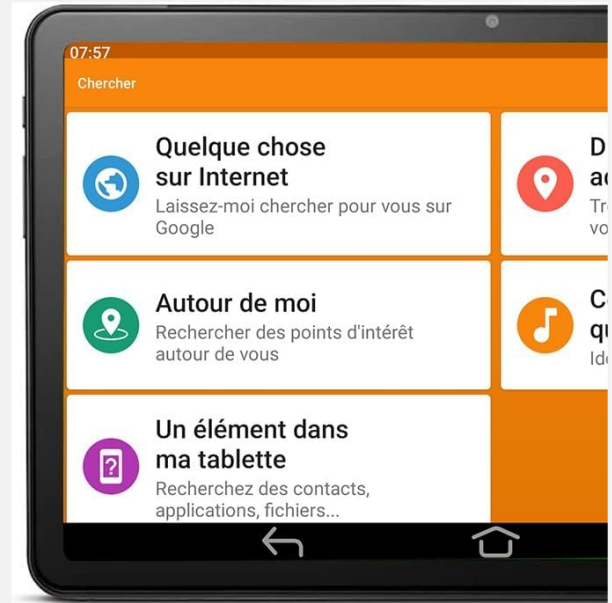 07:57
Chercher
Quelque chose
sur Internet
Laissez-moi chercher pour vous sur
Google
Autour de moi
Rechercher des points d'intérêt
autour de vous
Un élément dans
ma tablette
Recherchez des contacts,
applications, fichiers...